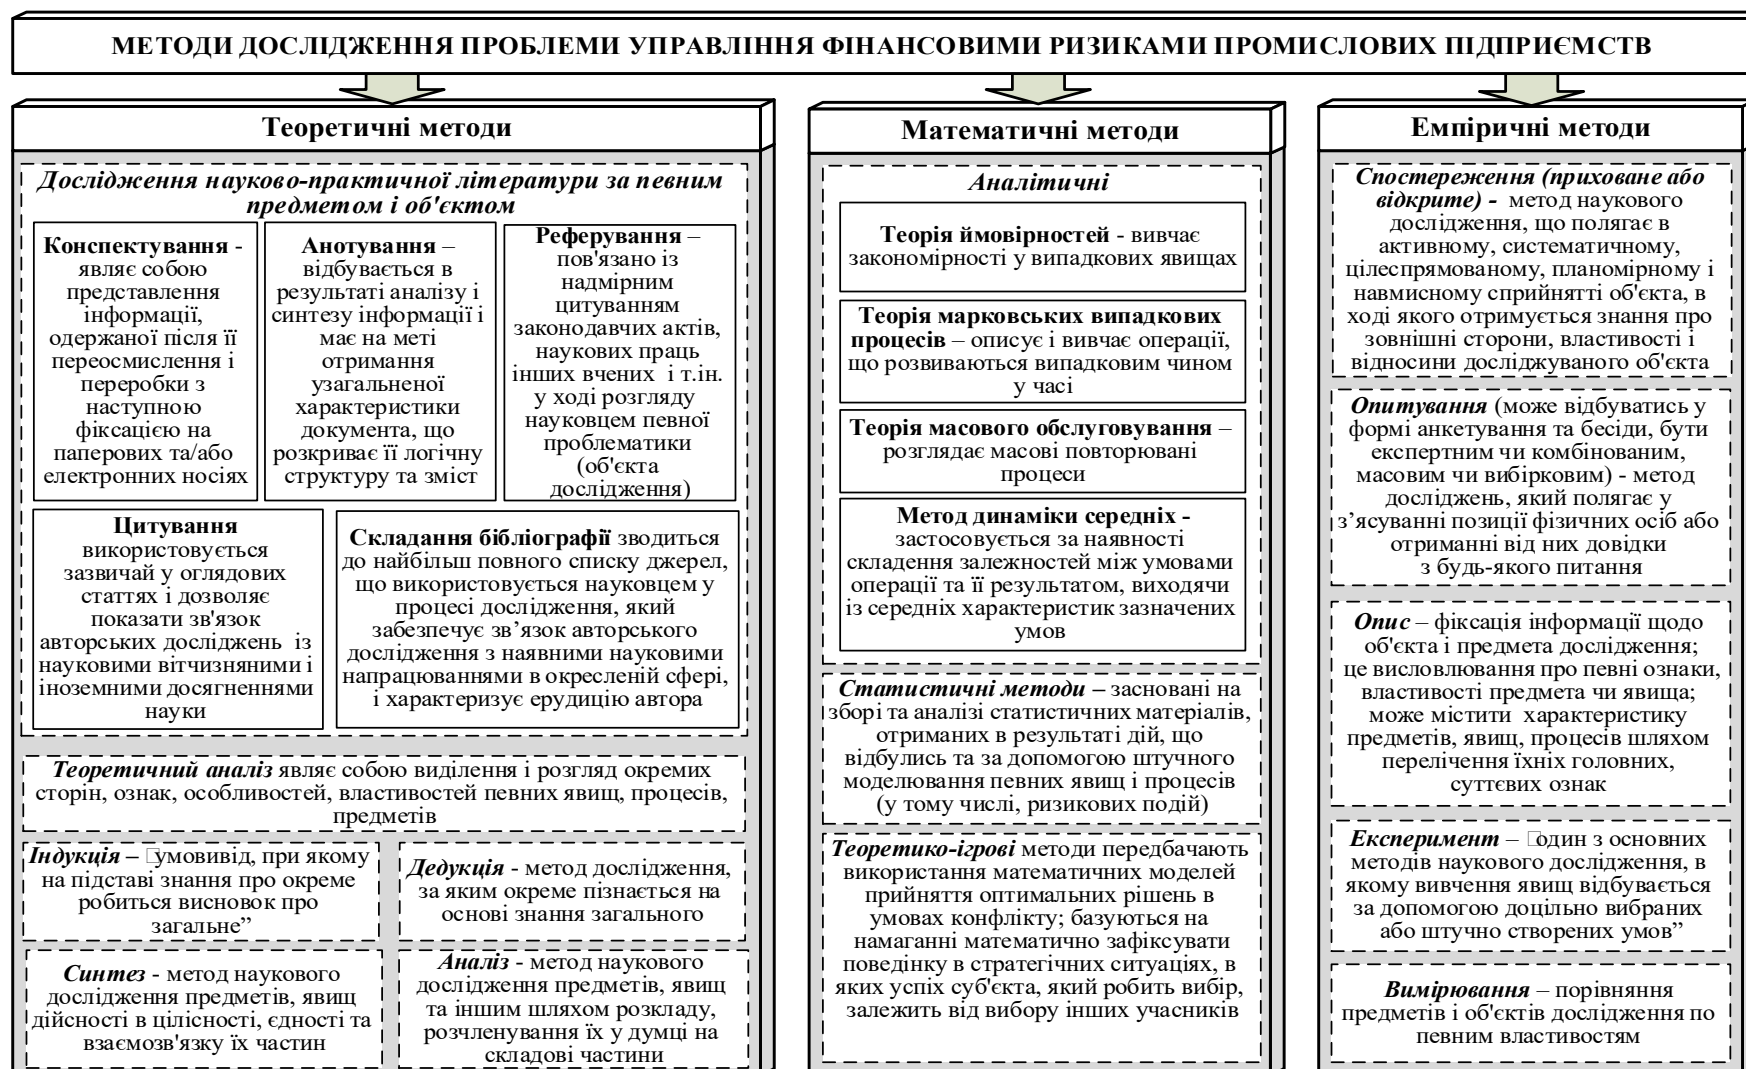 МЕТОДИ ДОСЛІДЖЕННЯ ПРОБЛЕМИ УПРАВЛІННЯ ФІНАНСОВИМИ РИЗИКАМИ ПРОМИСЛОВИХ ПІДПРИЄМСТВ
Теоретичні методи
Дослідження науково-практичної літератури за певним
предметом і об'єктом
Конспектування -
являє собою
представлення
інформації,
одержаної після її
переосмислення і
переробки з
наступною
фіксацією на
паперових та/або
електронних носіях
Анотування –
відбувається в
результаті аналізу і
синтезу інформації і
має на меті
отримання
узагальненої
характеристики
документа, що
розкриває її логічну
структуру та зміст
Реферування –
пов'язано із
надмірним
цитуванням
законодавчих актів,
наукових праць
інших вчених і т.ін.
у ході розгляду
науковцем певної
проблематики
(об'єкта
дослідження)
Цитування
використовується
зазвичай у оглядових
статтях і дозволяє
показати зв'язок
авторських досліджень із
науковими вітчизняними і
іноземними досягненнями
науки
Складання бібліографії зводиться
до найбільш повного списку джерел,
що використовується науковцем у
процесі дослідження, який
забезпечує зв’язок авторського
дослідження з наявними науковими
напрацюваннями в окресленій сфері,
і характеризує ерудицію автора
Теоретичний аналіз являє собою виділення і розгляд окремих
сторін, ознак, особливостей, властивостей певних явищ, процесів,
предметів
Індукція – умовивід, при якому
на підставі знання про окреме
робиться висновок про
загальне”
Дедукція - метод дослідження,
за яким окреме пізнається на
основі знання загального
Синтез - метод наукового
дослідження предметів, явищ
дійсності в цілісності, єдності та
взаємозв'язку їх частин
Аналіз - метод наукового
дослідження предметів, явищ
та іншим шляхом розкладу,
розчленування їх у думці на
складові частини
Математичні методи
Аналітичні
Теорія ймовірностей - вивчає
закономірності у випадкових явищах
Теорія марковських випадкових
процесів – описує і вивчає операції,
що розвиваються випадковим чином
у часі
Теорія масового обслуговування –
розглядає масові повторювані
процеси
Метод динаміки середніх -
застосовується за наявності
складення залежностей між умовами
операції та її результатом, виходячи
із середніх характеристик зазначених
умов
Статистичні методи – засновані на
зборі та аналізі статистичних матеріалів,
отриманих в результаті дій, що
відбулись та за допомогою штучного
моделювання певних явищ і процесів
(у тому числі, ризикових подій)
Теоретико-ігрові методи передбачають
використання математичних моделей
прийняття оптимальних рішень в
умовах конфлікту; базуються на
намаганні математично зафіксувати
поведінку в стратегічних ситуаціях, в
яких успіх суб'єкта, який робить вибір,
залежить від вибору інших учасників
Емпіричні методи
Спостереження (приховане або
відкрите) - метод наукового
дослідження, що полягає в
активному, систематичному,
цілеспрямованому, планомірному і
навмисному сприйнятті об'єкта, в
ході якого отримується знання про
зовнішні сторони, властивості і
відносини досліджуваного об'єкта
Опитування (може відбуватись у
формі анкетування та бесіди, бути
експертним чи комбінованим,
масовим чи вибірковим) - метод
досліджень, який полягає у
з’ясуванні позиції фізичних осіб або
отриманні від них довідки
з будь-якого питання
Опис – фіксація інформації щодо
об'єкта і предмета дослідження;
це висловлювання про певні ознаки,
властивості предмета чи явища;
може містити характеристику
предметів, явищ, процесів шляхом
перелічення їхніх головних,
суттєвих ознак
Експеримент – один з основних
методів наукового дослідження, в
якому вивчення явищ відбувається
за допомогою доцільно вибраних
або штучно створених умов”
Вимірювання – порівняння
предметів і об'єктів дослідження по
певним властивостям